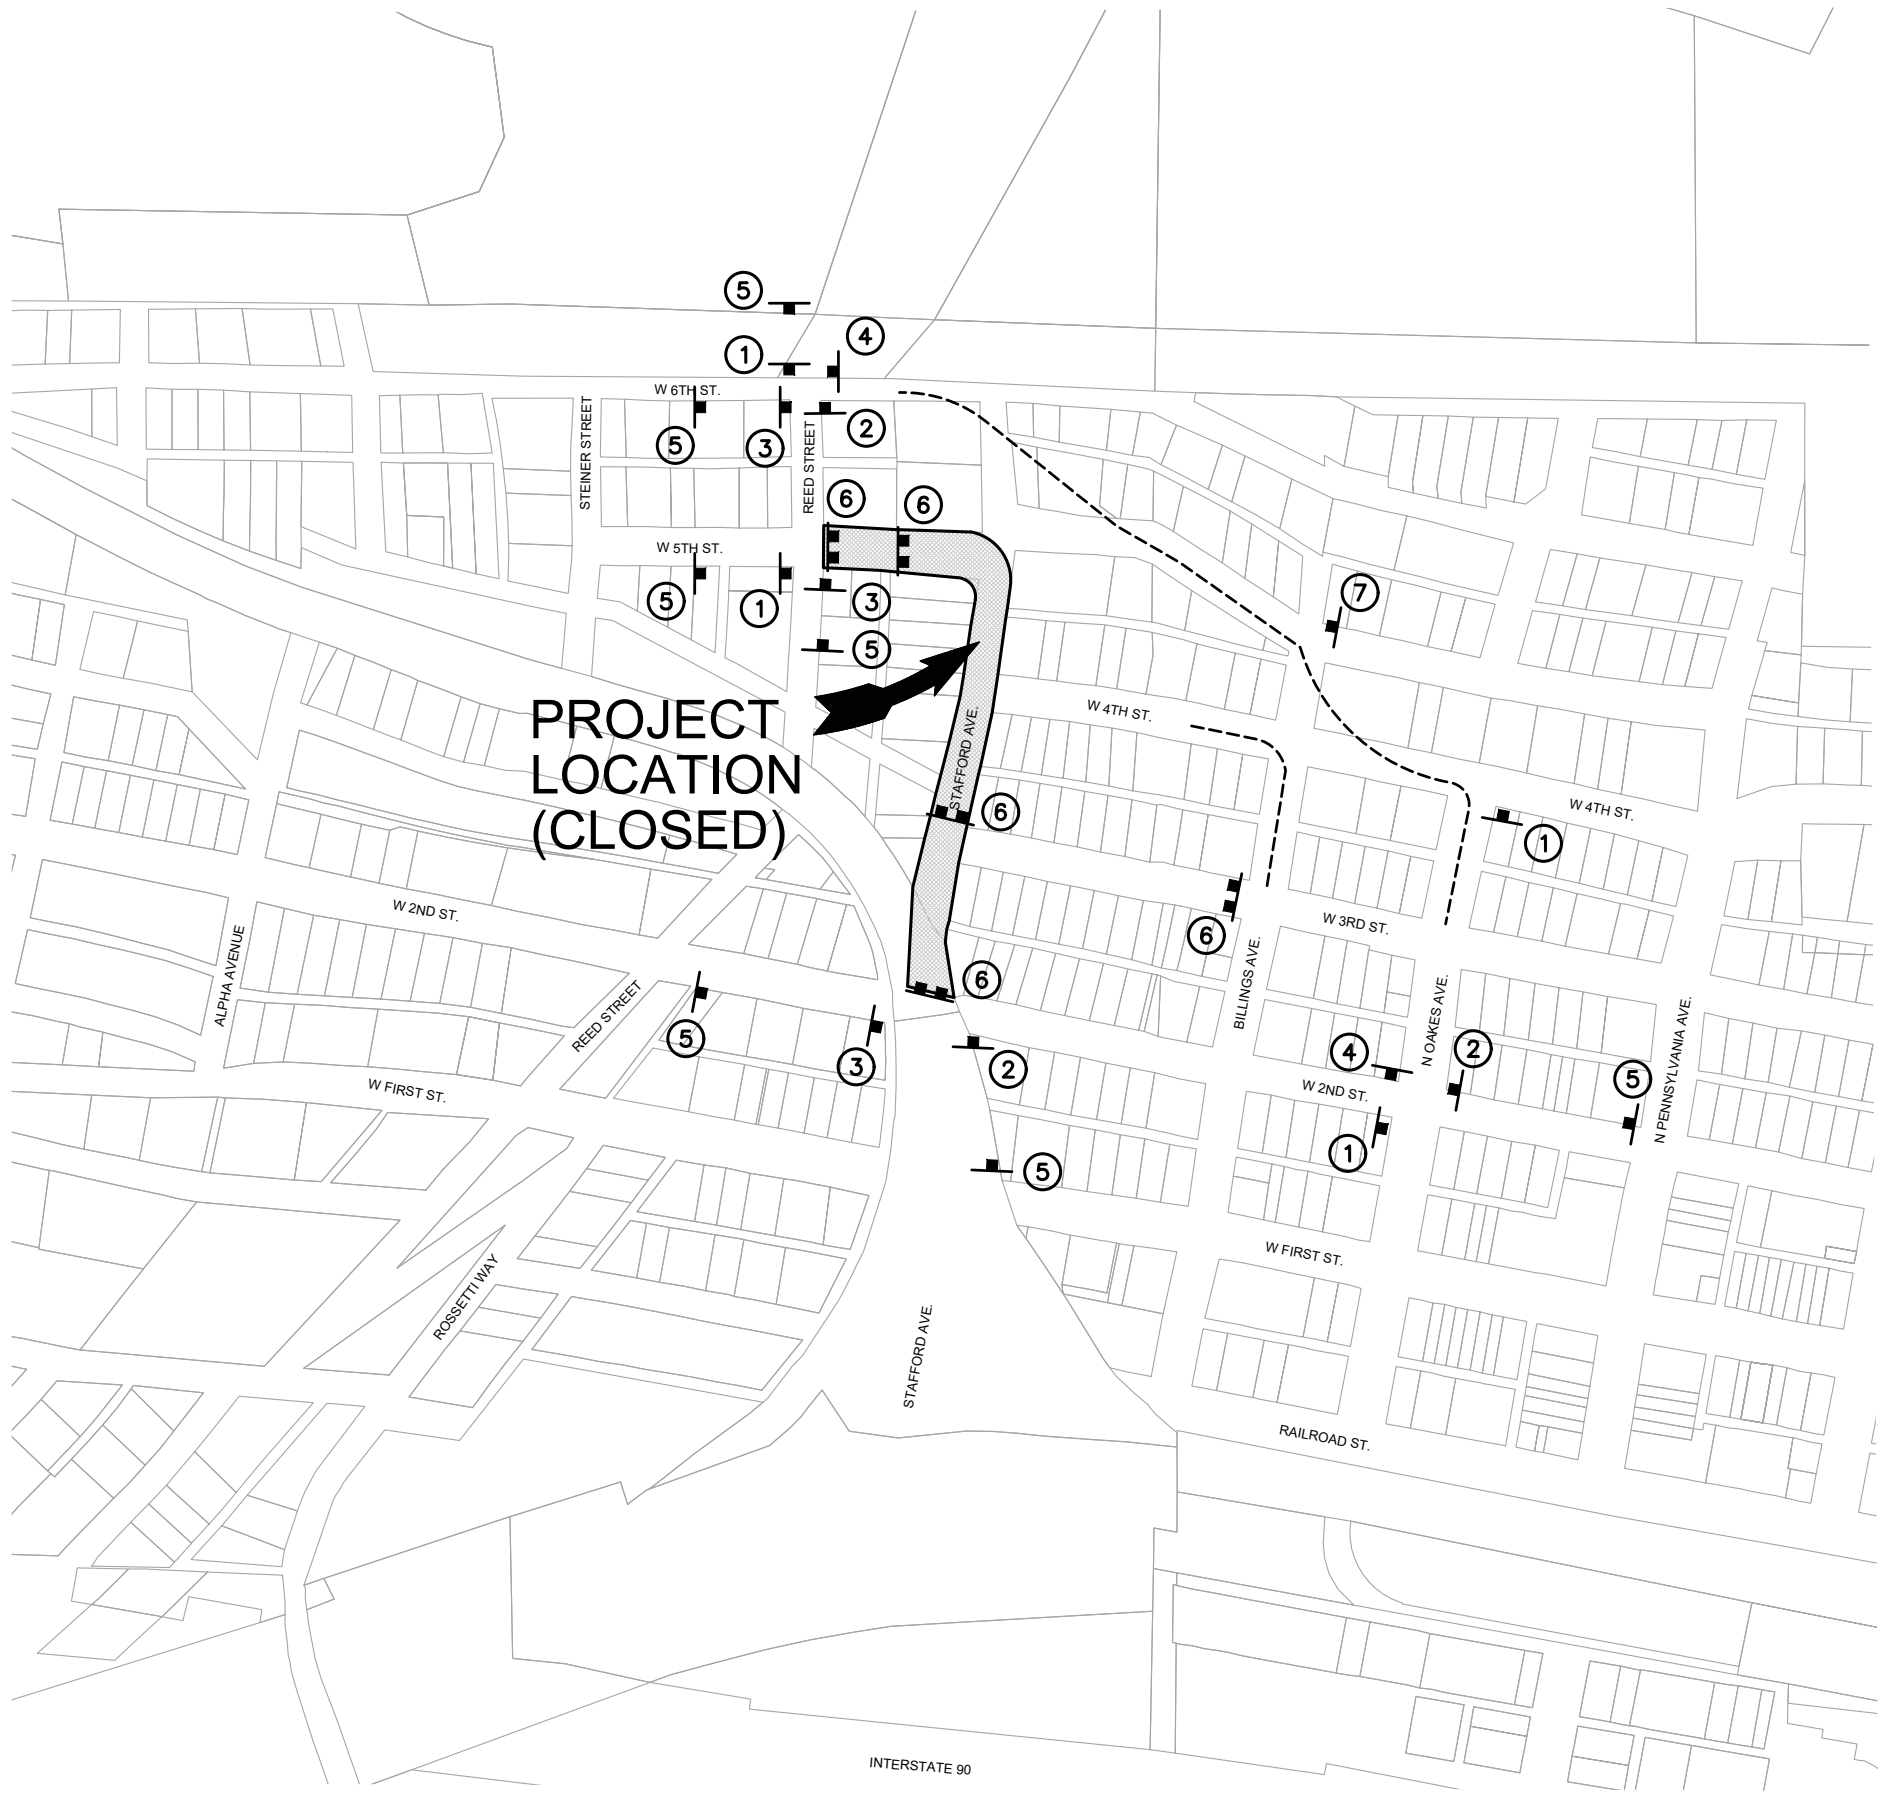 5
4
1
W 6TH ST.
STEINER STREET
5
3
REED STREET
2
6
6
W 5TH ST.
5
1
3
7
5
PROJECT
LOCATION
(CLOSED)
STAFFORD AVE.
W 4TH ST.
6
W 4TH ST.
1
W 2ND ST.
ALPHA AVENUE
W 3RD ST.
6
BILLINGS AVE.
6
REED STREET
5
3
2
4
N OAKES AVE.
2
5
N PENNSYLVANIA AVE.
W FIRST ST.
W 2ND ST.
1
5
ROSSETTI WAY
W FIRST ST.
STAFFORD AVE.
RAILROAD ST.
INTERSTATE 90